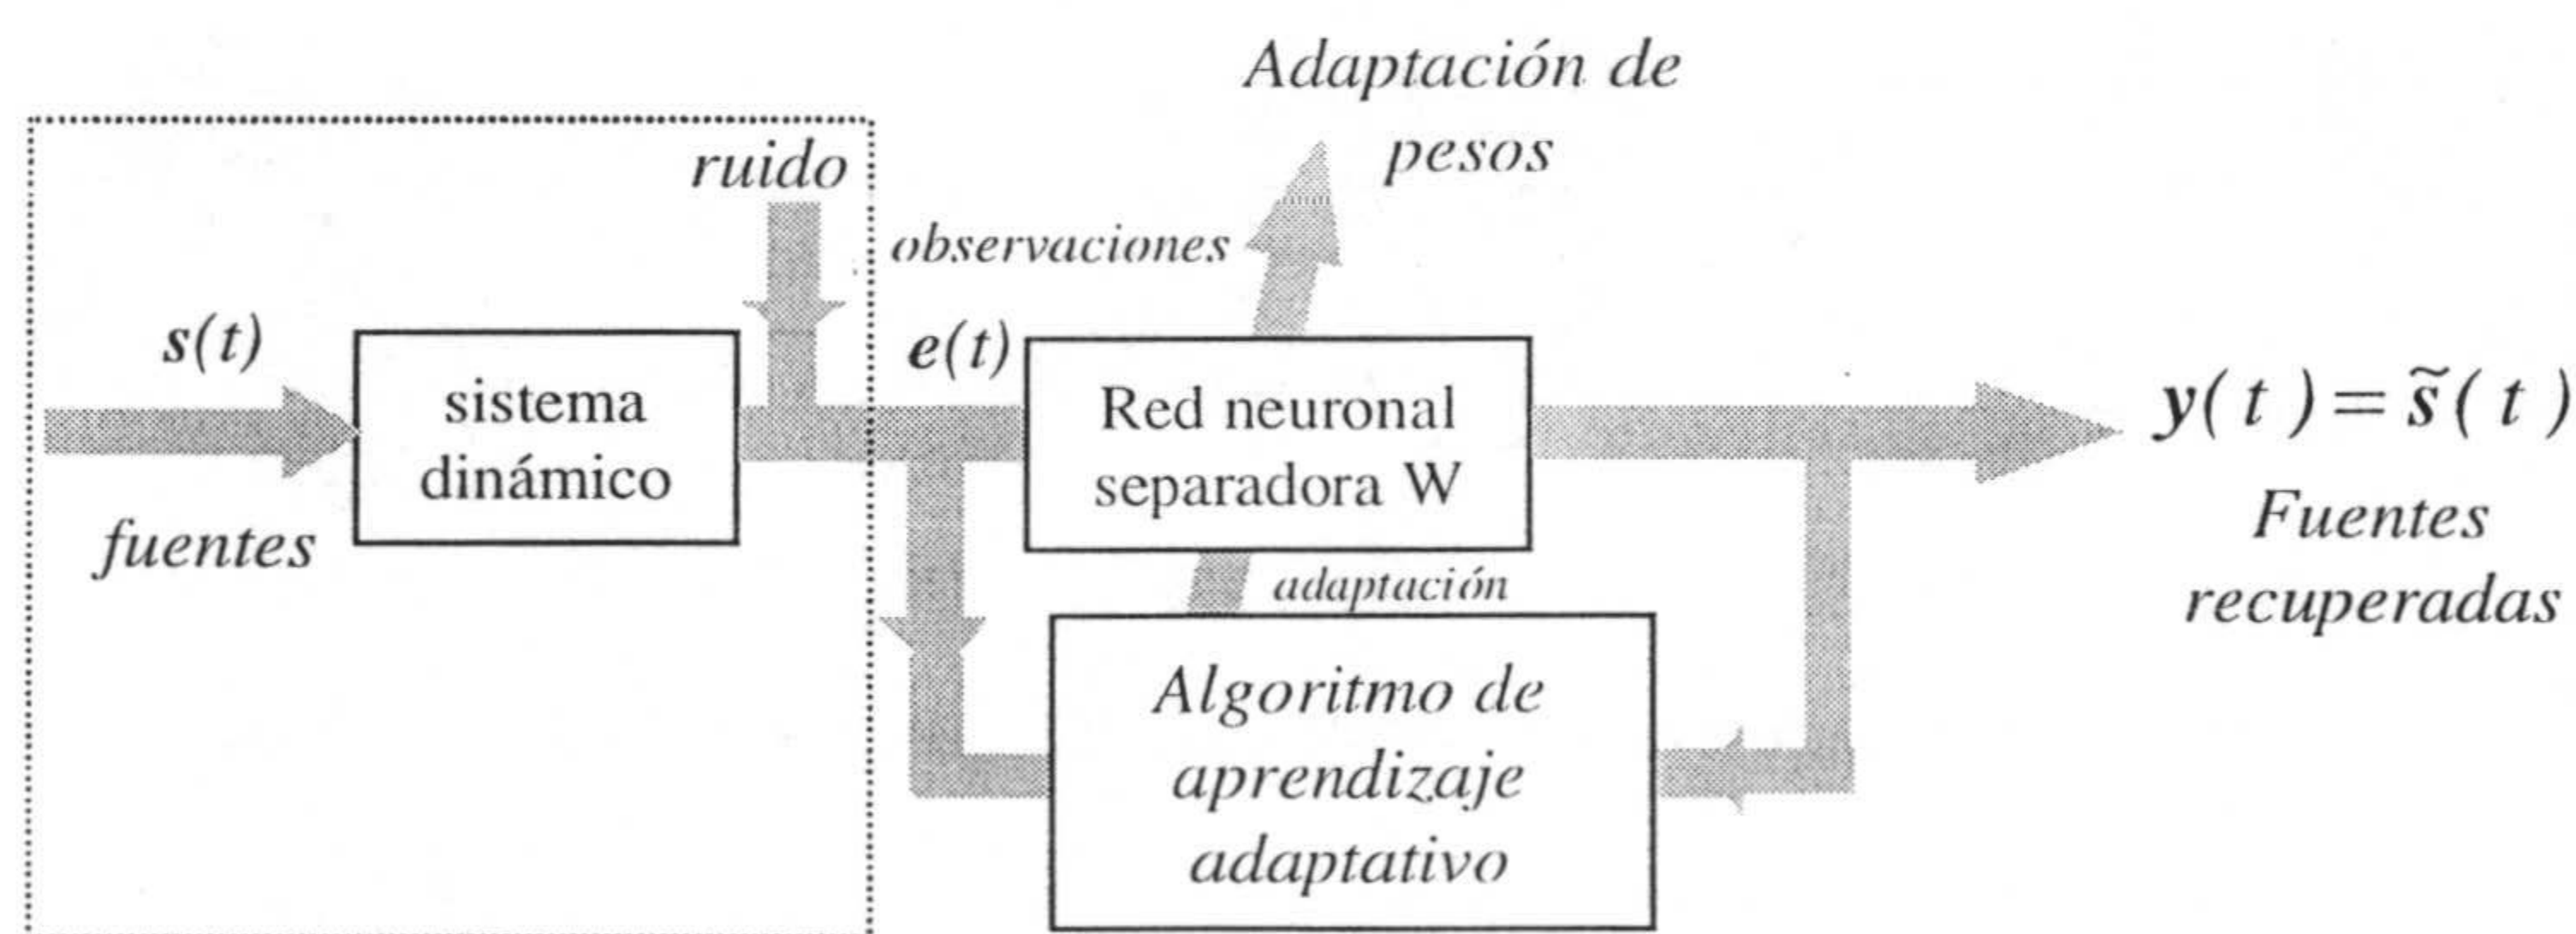 Adaptación de
pesos
ruido
observaciones
s(t)
e(t)
sistema
dinámico
Red neuronal
separadora W
y( t ) = s̃( t )
fuentes
Fuentes
recuperadas
adaptación
Algoritmo de
aprendizaje
adaptativo